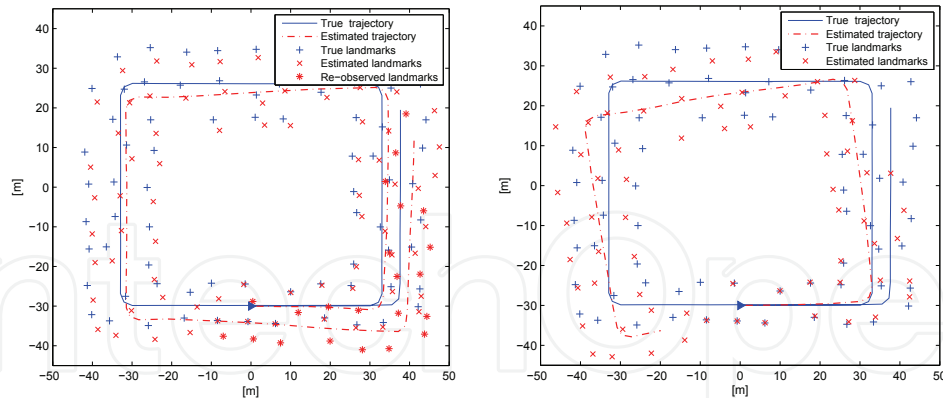 True trajectory
Estimated trajectory
True landmarks
Estimated landmarks
Re-observed landmarks
40
30
20
10
0
−10
−20
−30
−40
[m]
−50 −40 −30 −20 −10 0 10 20 30 40 50
[m]
True trajectory
Estimated trajectory
True landmarks
Estimated landmarks
40
30
20
10
0
−10
−20
−30
−40
[m]
−50 −40 −30 −20 −10 0 10 20 30 40 50
[m]